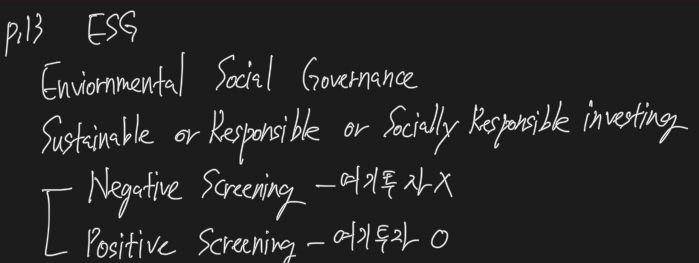 p.13 ESG
Enviornmental Social Governance
Sustainable or Responsible or Socially Responsible investing
Negative Screening - 여기투자 X
Positive Screening - 여기투자 O